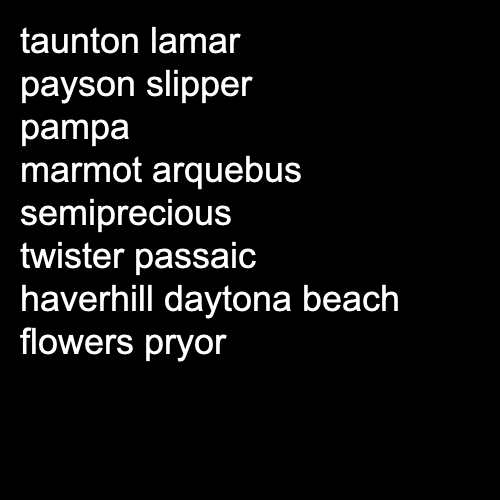 taunton lamar
payson slipper
pampa
marmot arquebus
semiprecious
twister passaic
haverhill daytona beach
flowers pryor